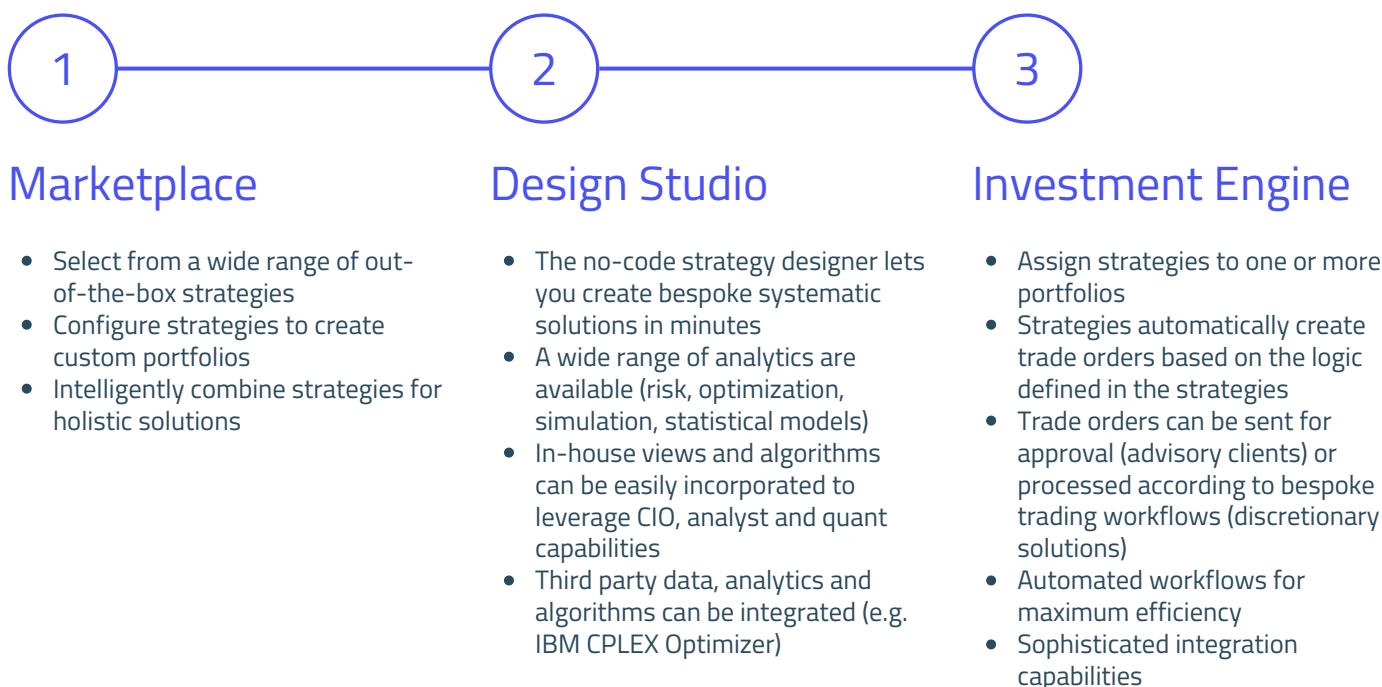 1
2
3
Marketplace
• Select from a wide range of out-
of-the-box strategies
• Configure strategies to create
custom portfolios
• Intelligently combine strategies for
holistic solutions
Design Studio
• The no-code strategy designer lets
you create bespoke systematic
solutions in minutes
• A wide range of analytics are
available (risk, optimization,
simulation, statistical models)
• In-house views and algorithms
can be easily incorporated to
leverage CIO, analyst and quant
capabilities
• Third party data, analytics and
algorithms can be integrated (e.g.
IBM CPLEX Optimizer)
Investment Engine
• Assign strategies to one or more
portfolios
• Strategies automatically create
trade orders based on the logic
defined in the strategies
• Trade orders can be sent for
approval (advisory clients) or
processed according to bespoke
trading workflows (discretionary
solutions)
• Automated workflows for
maximum efficiency
• Sophisticated integration
capabilities